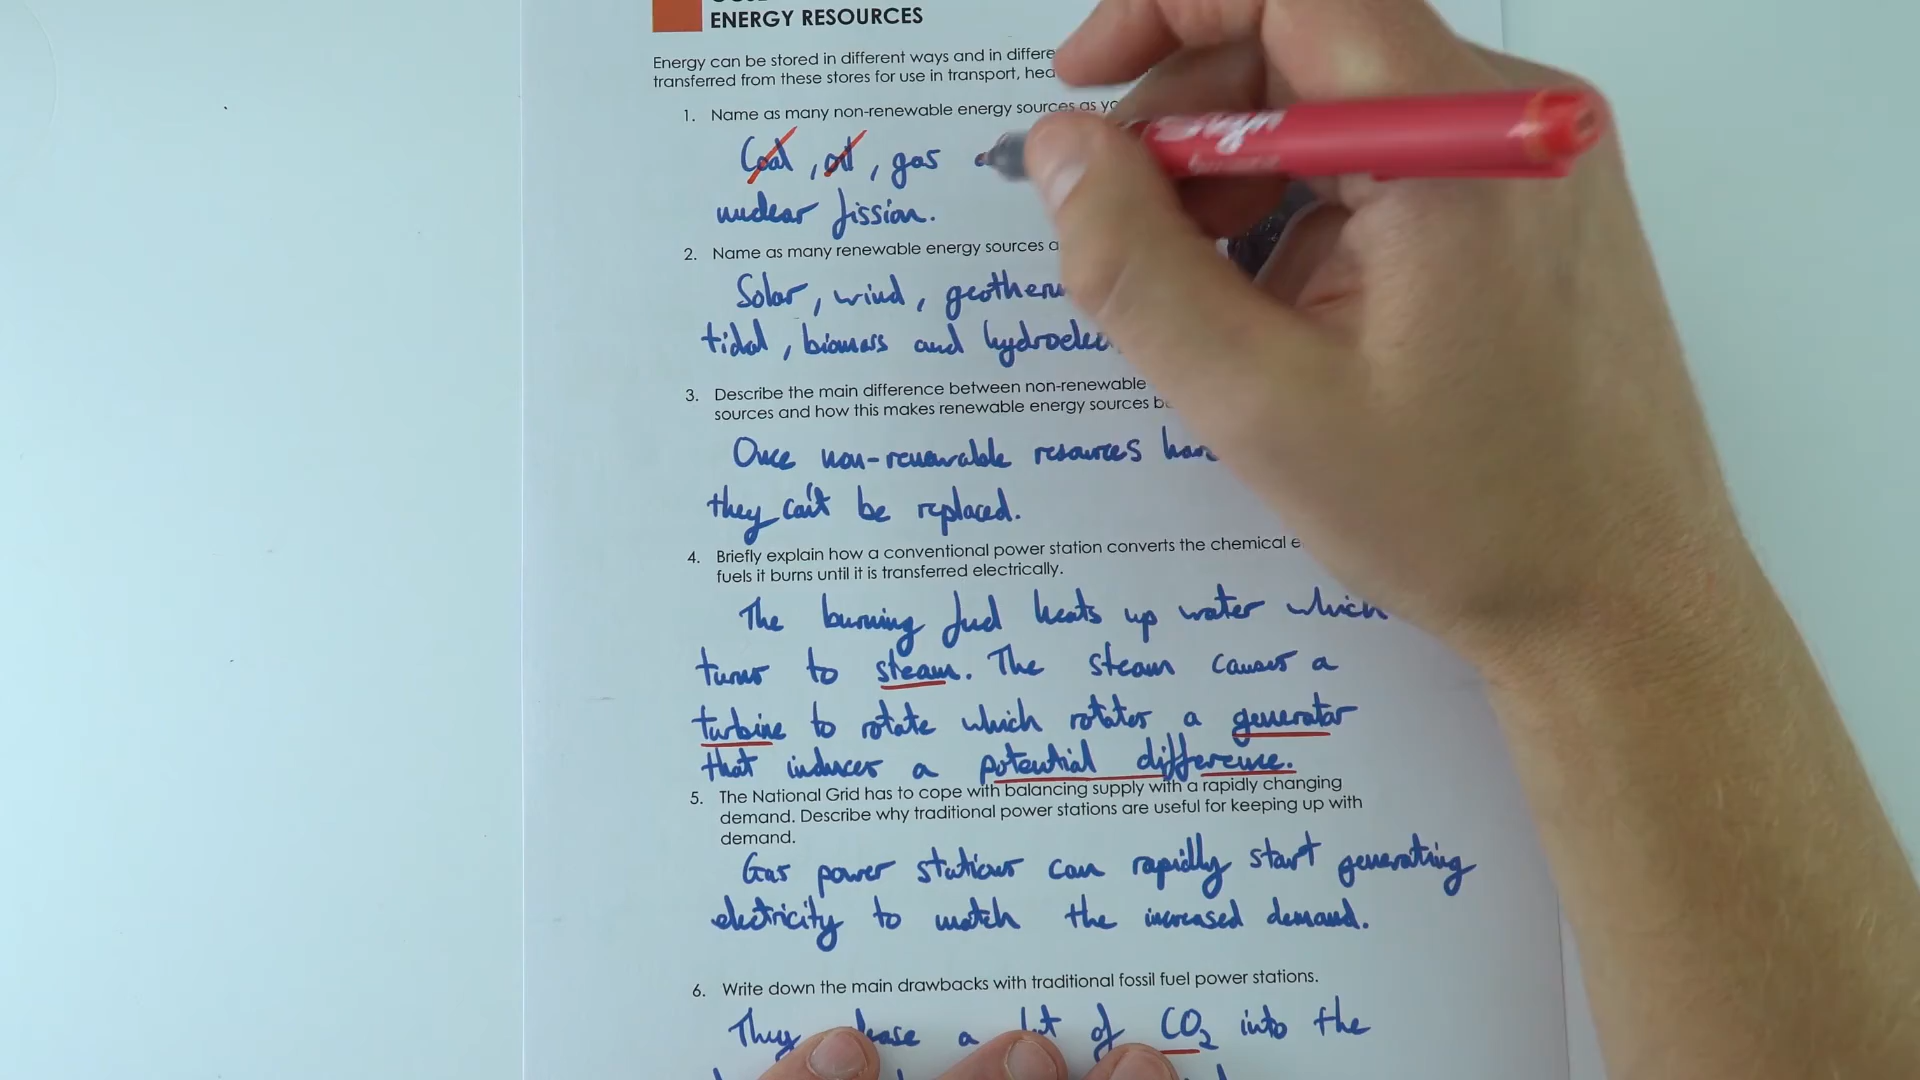 ENERGY RESOURCES
Energy can be stored in different ways and in differe
transferred from these stores for use in transport, hea
1. Name as many non-renewable energy sources as yo
Coal, oil, gas
nuclear fission.
2. Name as many renewable energy sources a
Solar, wind, geotherm
tidal, biomass and hydroelec
3. Describe the main difference between non-renewable
sources and how this makes renewable energy sources be
Once non-renewable resources have
they can't be replaced.
4. Briefly explain how a conventional power station converts the chemical e
fuels it burns until it is transferred electrically.
The burning fuel heats up water which
turns to steam. The steam causes a
turbine to rotate which rotates a generator
that induces a potential difference.
5. The National Grid has to cope with balancing supply with a rapidly changing
demand. Describe why traditional power stations are useful for keeping up with
demand.
Gas power stations can rapidly start generating
electricity to match the increased demand.
6. Write down the main drawbacks with traditional fossil fuel power stations.
They a lot of CO₂ into the